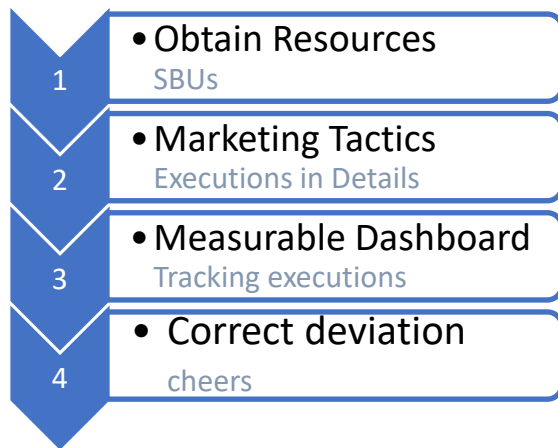 1
• Obtain Resources
SBUs
2
• Marketing Tactics
Executions in Details
3
• Measurable Dashboard
Tracking executions
4
• Correct deviation
cheers